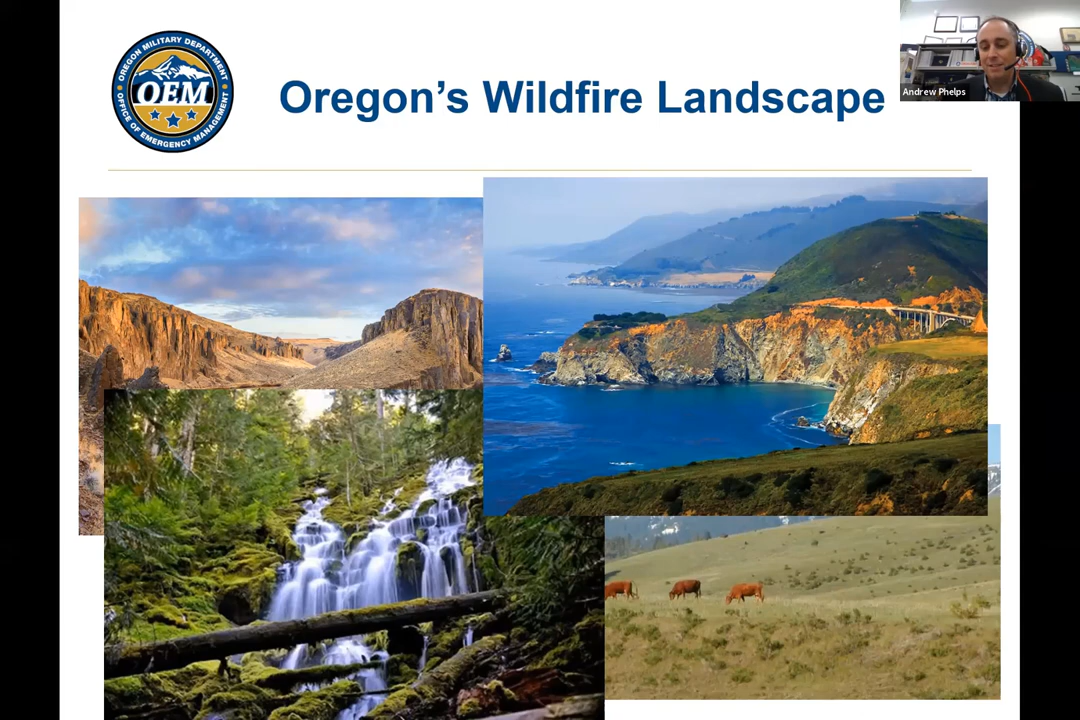 OREGON MILITARY DEPARTMENT
OEM
OFFICE OF EMERGENCY MANAGEMENT
Oregon's Wildfire Landscape
Andrew Phelps